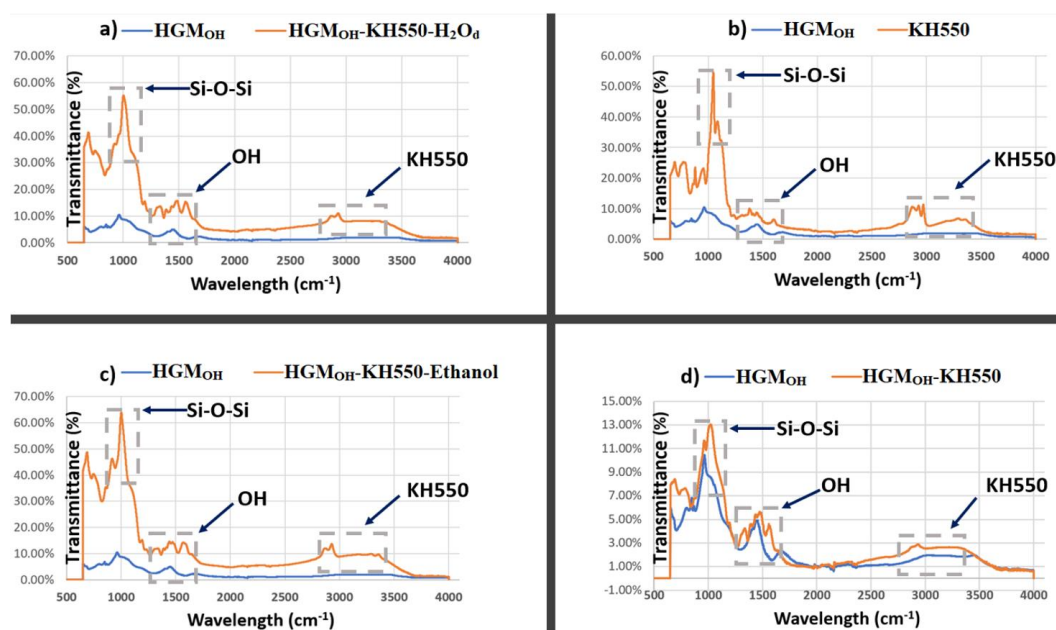 a) HGMOH HGMOH-KH550-H2Od
70.00%
60.00%
50.00%
40.00%
30.00%
20.00%
10.00%
0.00%
Transmittance (%)
Si-O-Si
OH
KH550
500 1000 1500 2000 2500 3000 3500 4000
Wavelength (cm-1)
b) HGMOH KH550
60.00%
50.00%
40.00%
30.00%
20.00%
10.00%
0.00%
Transmittance (%)
Si-O-Si
OH
KH550
500 1000 1500 2000 2500 3000 3500 4000
Wavelength (cm-1)
c) HGMOH HGMOH-KH550-Ethanol
70.00%
60.00%
50.00%
40.00%
30.00%
20.00%
10.00%
0.00%
Transmittance (%)
Si-O-Si
OH
KH550
500 1000 1500 2000 2500 3000 3500 4000
Wavelength (cm-1)
d) HGMOH HGMOH-KH550
15.00%
13.00%
11.00%
9.00%
7.00%
5.00%
3.00%
1.00%
-1.00%
Transmittance (%)
Si-O-Si
OH
KH550
500 1000 1500 2000 2500 3000 3500 4000
Wavelength (cm-1)